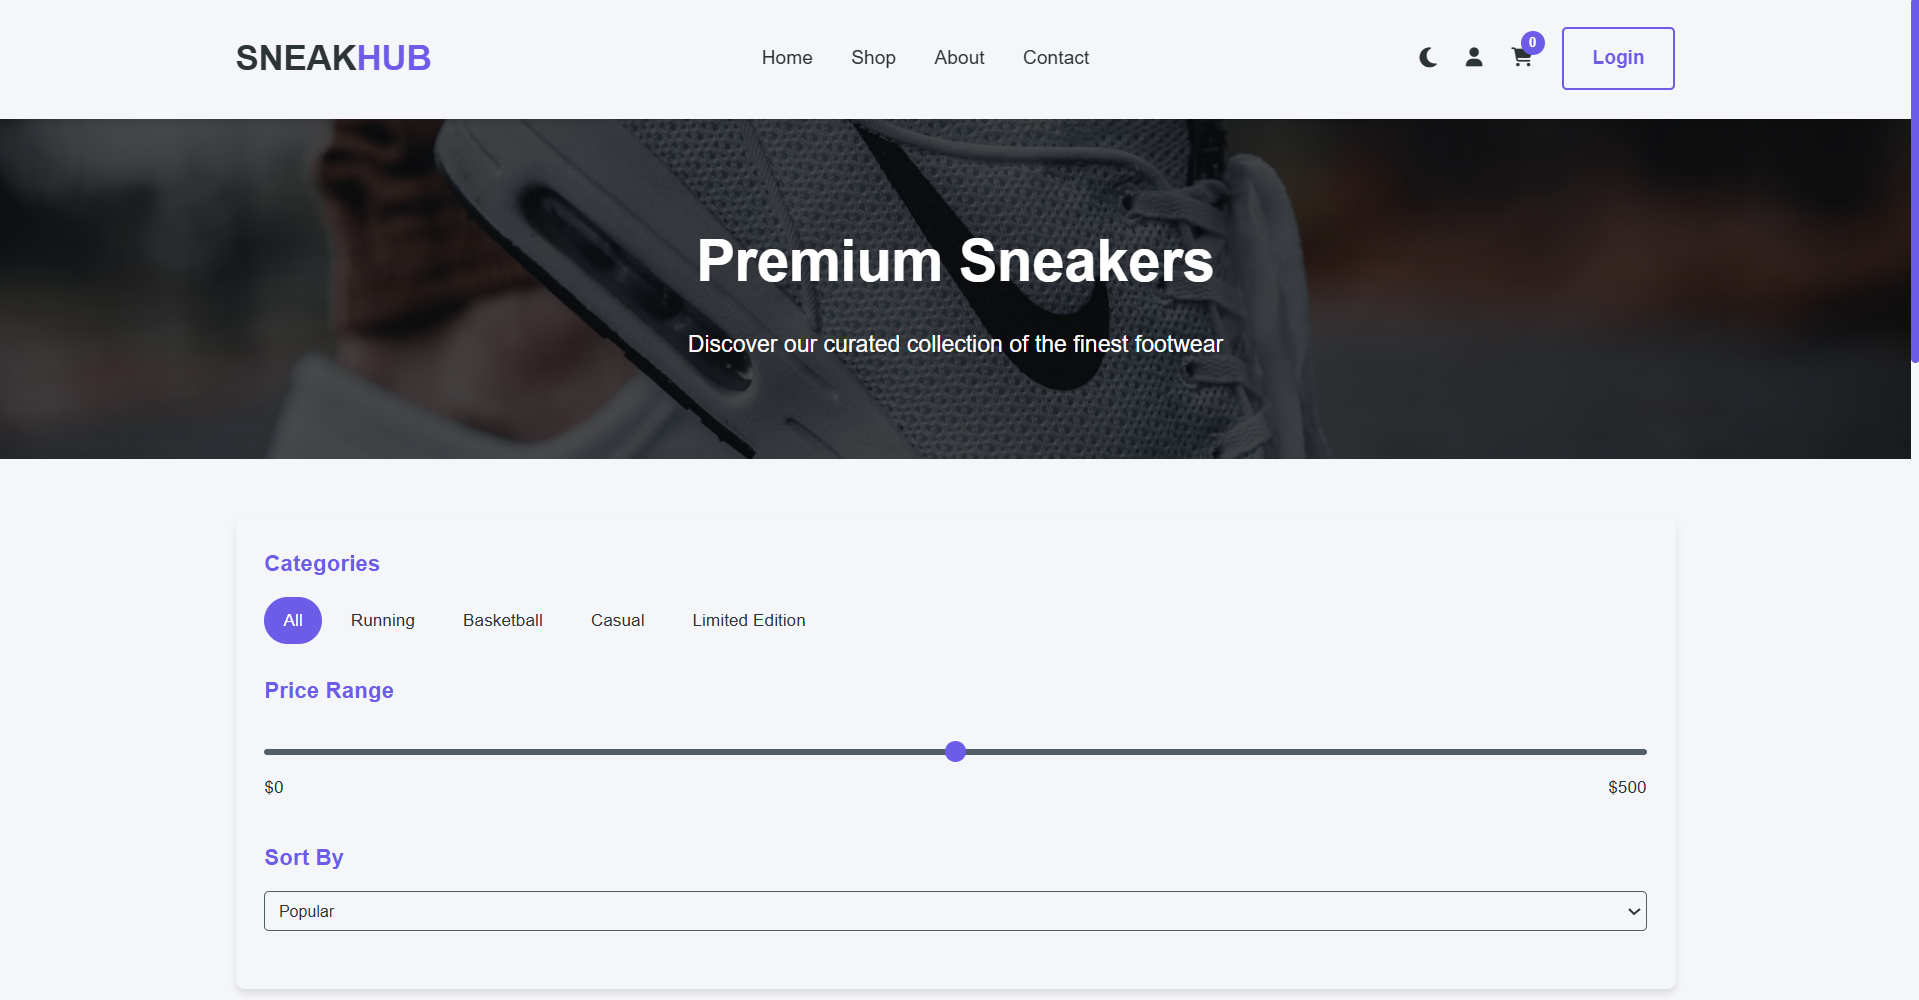 SNEAKHUB
Home Shop About Contact
0
Login
Premium Sneakers
Discover our curated collection of the finest footwear
Categories
All Running Basketball Casual Limited Edition
Price Range
$0 $500
Sort By
Popular